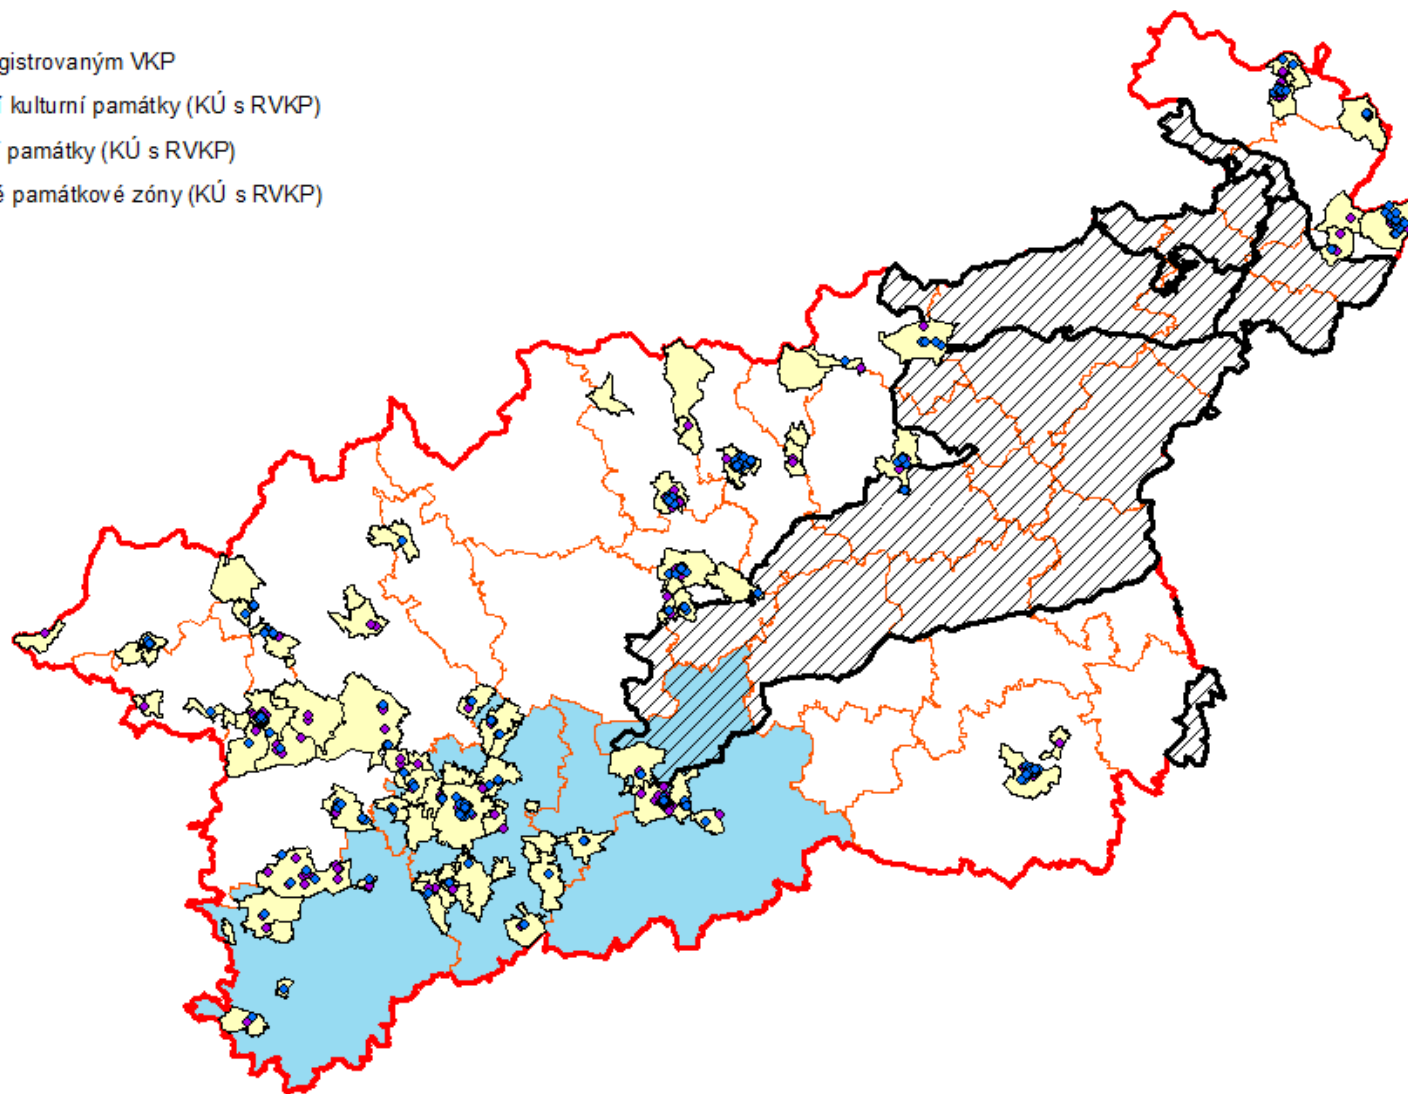 gistrovaným VKP
í kulturní památky (KÚ s RVKP)
í památky (KÚ s RVKP)
é památkové zóny (KÚ s RVKP)